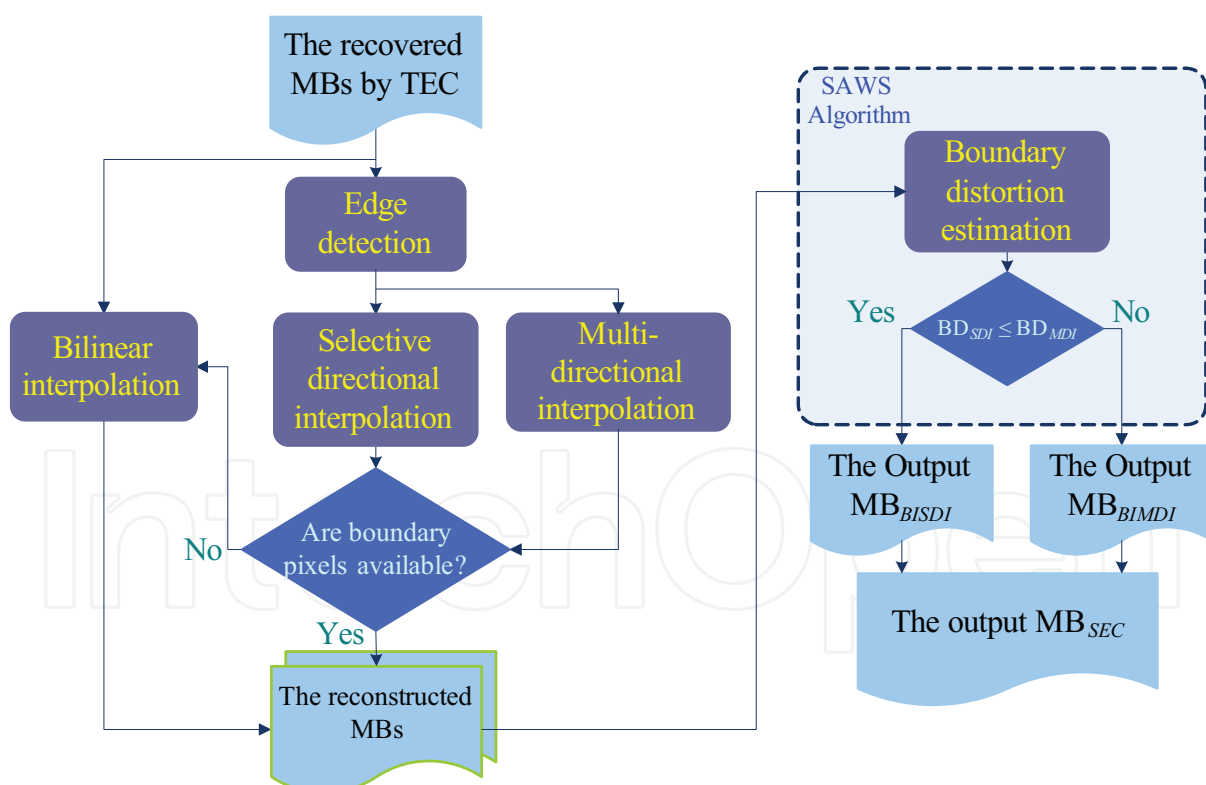 The recovered
MBs by TEC
Edge
detection
Bilinear
interpolation
Selective
directional
interpolation
Multi-
directional
interpolation
Are boundary
pixels available?
No
Yes
The reconstructed
MBs
SAWS
Algorithm
Boundary
distortion
estimation
Yes
No
BD_SDI ≤ BD_MDI
The Output
MB_BISDI
The Output
MB_BIMDI
The output MB_SEC
IntechOpen